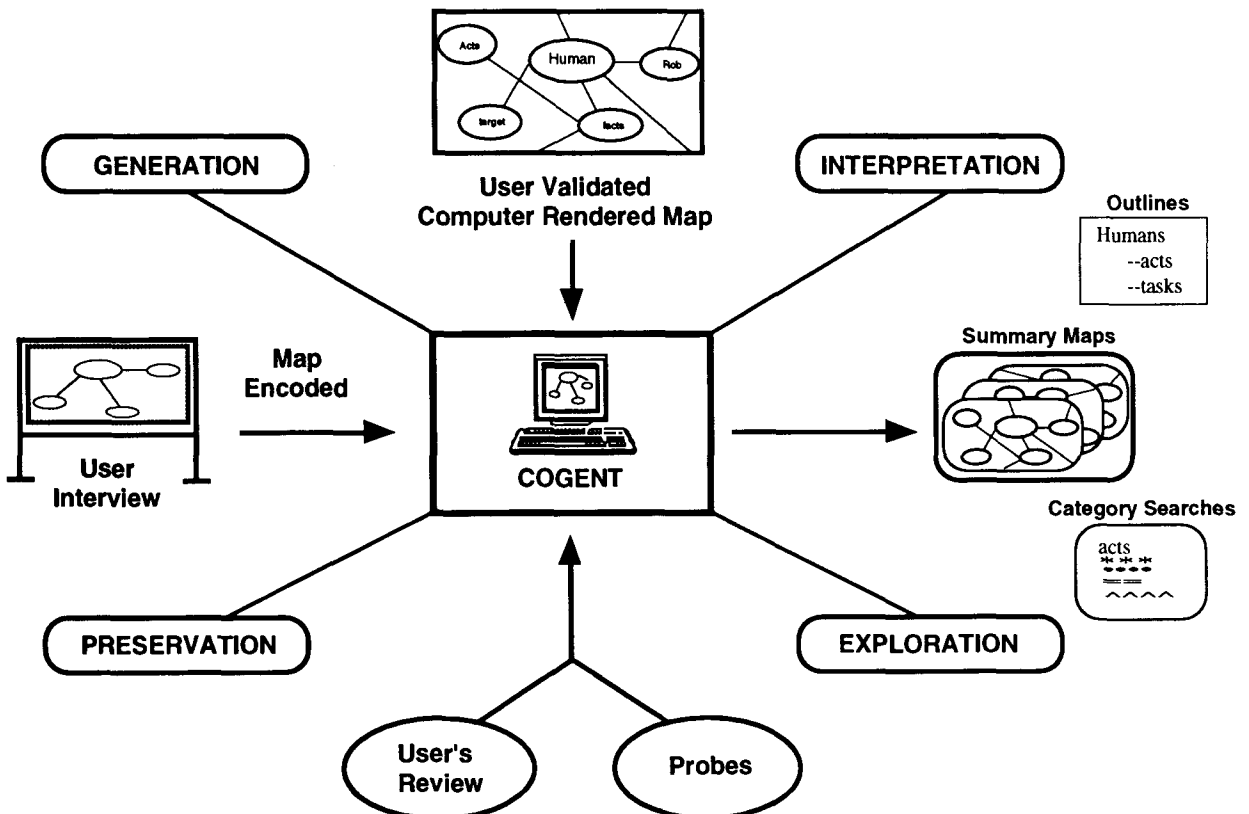 Acts
Human
Rob
target
facts
GENERATION
INTERPRETATION
User Validated
Computer Rendered Map
Outlines
Humans
--acts
--tasks
Map
Encoded
Summary Maps
COGENT
User
Interview
Category Searches
acts
* * *
==
^^^^
PRESERVATION
EXPLORATION
User's
Review
Probes